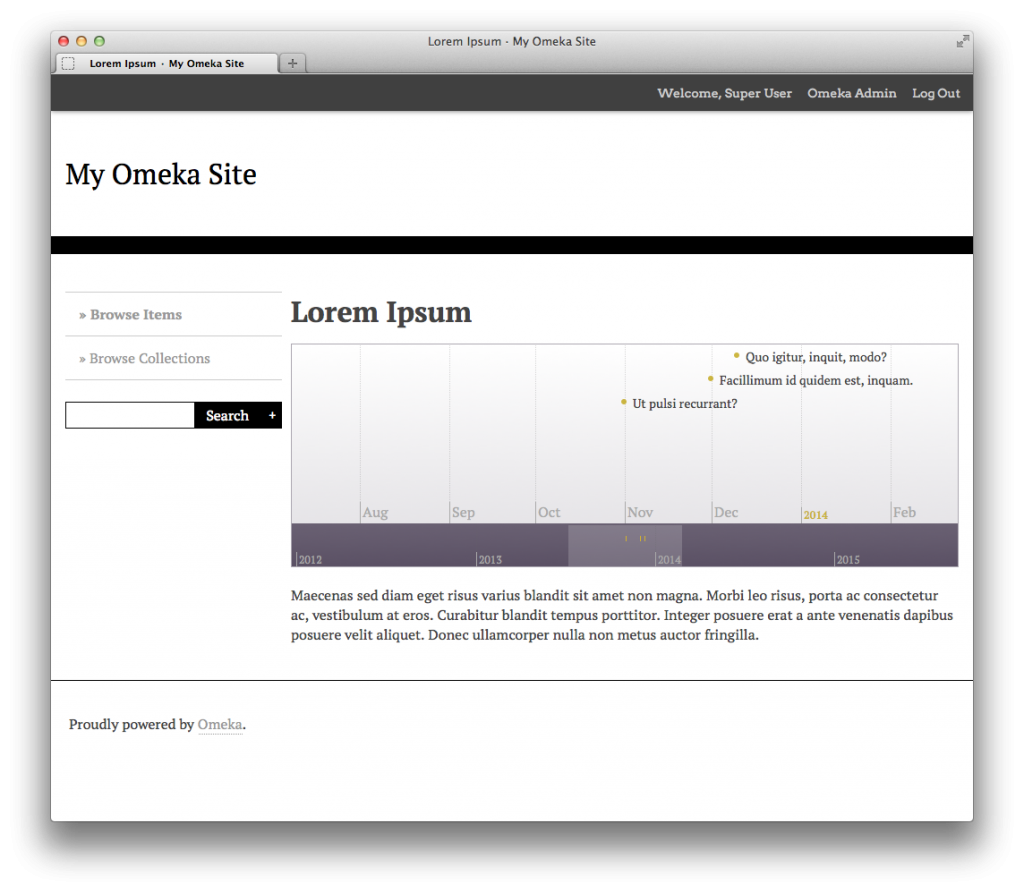 Lorem Ipsum · My Omeka Site
Lorem Ipsum · My Omeka Site
Welcome, Super User Omeka Admin Log Out
My Omeka Site
» Browse Items
» Browse Collections
Search +
Lorem Ipsum
Quo igitur, inquit, modo?
Facillimum id quidem est, inquam.
Ut pulsi recurrant?
Aug Sep Oct Nov Dec 2014 Feb
2012 2013 2014 2015
Maecenas sed diam eget risus varius blandit sit amet non magna. Morbi leo risus, porta ac consectetur
ac, vestibulum at eros. Curabitur blandit tempus porttitor. Integer posuere erat a ante venenatis dapibus
posuere velit aliquet. Donec ullamcorper nulla non metus auctor fringilla.
Proudly powered by Omeka.